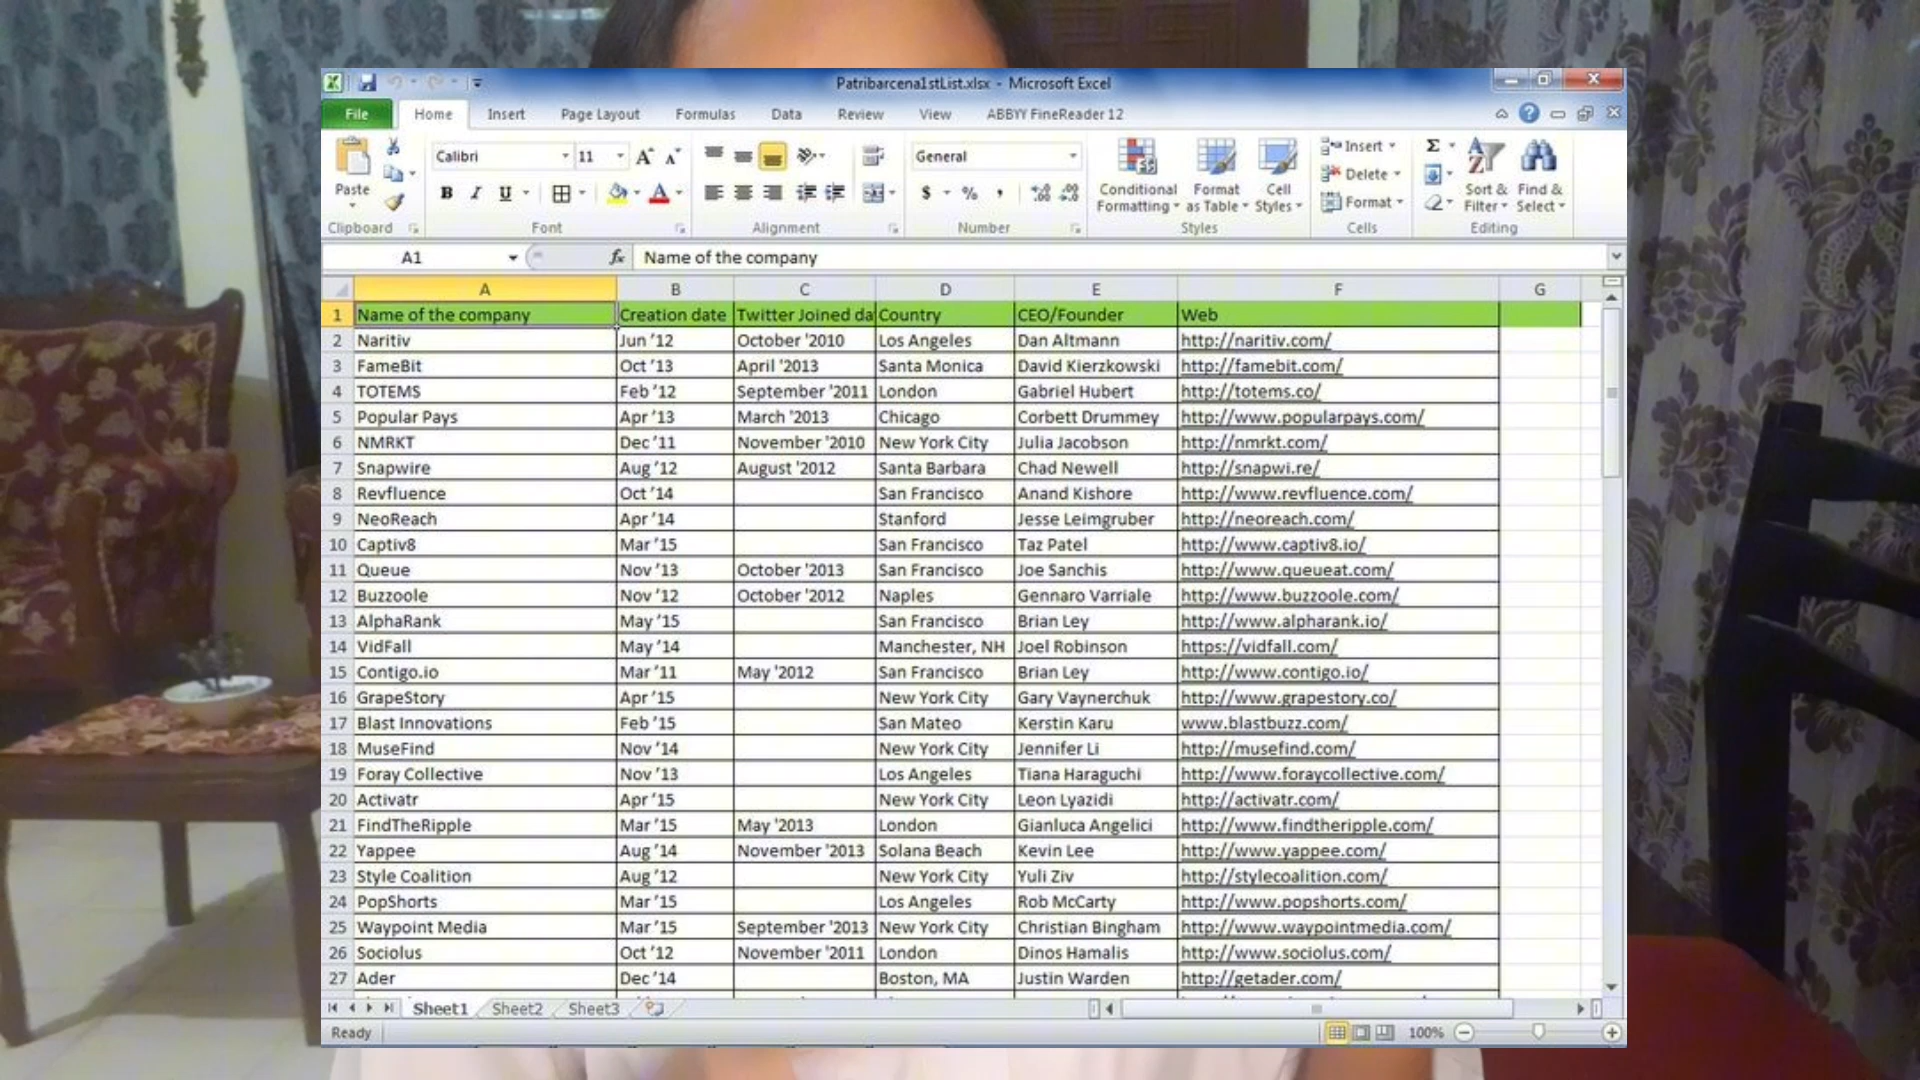 Patribarcena1stList.xlsx - Microsoft Excel
File Home Insert Page Layout Formulas Data Review View ABBYY FineReader 12
Calibri 11 General Insert
Paste B I U A $ % , Conditional Formatting Format as Table Cell Styles Delete Format Sort & Filter Find & Select
Clipboard Font Alignment Number Styles Cells Editing
A1 fx Name of the company
A B C D E F G
1 Name of the company Creation date Twitter Joined da Country CEO/Founder Web
2 Naritiv Jun '12 October '2010 Los Angeles Dan Altmann http://naritiv.com/
3 FameBit Oct '13 April '2013 Santa Monica David Kierzkowski http://famebit.com/
4 TOTEMS Feb '12 September '2011 London Gabriel Hubert http://totems.co/
5 Popular Pays Apr '13 March '2013 Chicago Corbett Drummey http://www.popularpays.com/
6 NMRKT Dec '11 November '2010 New York City Julia Jacobson http://nmrkt.com/
7 Snapwire Aug '12 August '2012 Santa Barbara Chad Newell http://snapwi.re/
8 Revfluence Oct '14 San Francisco Anand Kishore http://www.revfluence.com/
9 NeoReach Apr '14 Stanford Jesse Leimgruber http://neoreach.com/
10 Captiv8 Mar '15 San Francisco Taz Patel http://www.captiv8.io/
11 Queue Nov '13 October '2013 San Francisco Joe Sanchis http://www.queueat.com/
12 Buzzoole Nov '12 October '2012 Naples Gennaro Varriale http://www.buzzoole.com/
13 AlphaRank May '15 San Francisco Brian Ley http://www.alpharank.io/
14 VidFall May '14 Manchester, NH Joel Robinson https://vidfall.com/
15 Contigo.io Mar '11 May '2012 San Francisco Brian Ley http://www.contigo.io/
16 GrapeStory Apr '15 New York City Gary Vaynerchuk http://www.grapestory.co/
17 Blast Innovations Feb '15 San Mateo Kerstin Karu www.blastbuzz.com/
18 MuseFind Nov '14 New York City Jennifer Li http://musefind.com/
19 Foray Collective Nov '13 Los Angeles Tiana Haraguchi http://www.foraycollective.com/
20 Activatr Apr '15 New York City Leon Lyazidi http://activatr.com/
21 FindTheRipple Mar '15 May '2013 London Gianluca Angelici http://www.findtheripple.com/
22 Yappee Aug '14 November '2013 Solana Beach Kevin Lee http://www.yappee.com/
23 Style Coalition Aug '12 New York City Yuli Ziv http://stylecoalition.com/
24 PopShorts Mar '15 Los Angeles Rob McCarty http://www.popshorts.com/
25 Waypoint Media Mar '15 September '2013 New York City Christian Bingham http://www.waypointmedia.com/
26 Sociolus Oct '12 November '2011 London Dinos Hamalis http://www.sociolus.com/
27 Ader Dec '14 Boston, MA Justin Warden http://getader.com/
Sheet1 Sheet2 Sheet3
Ready 100%